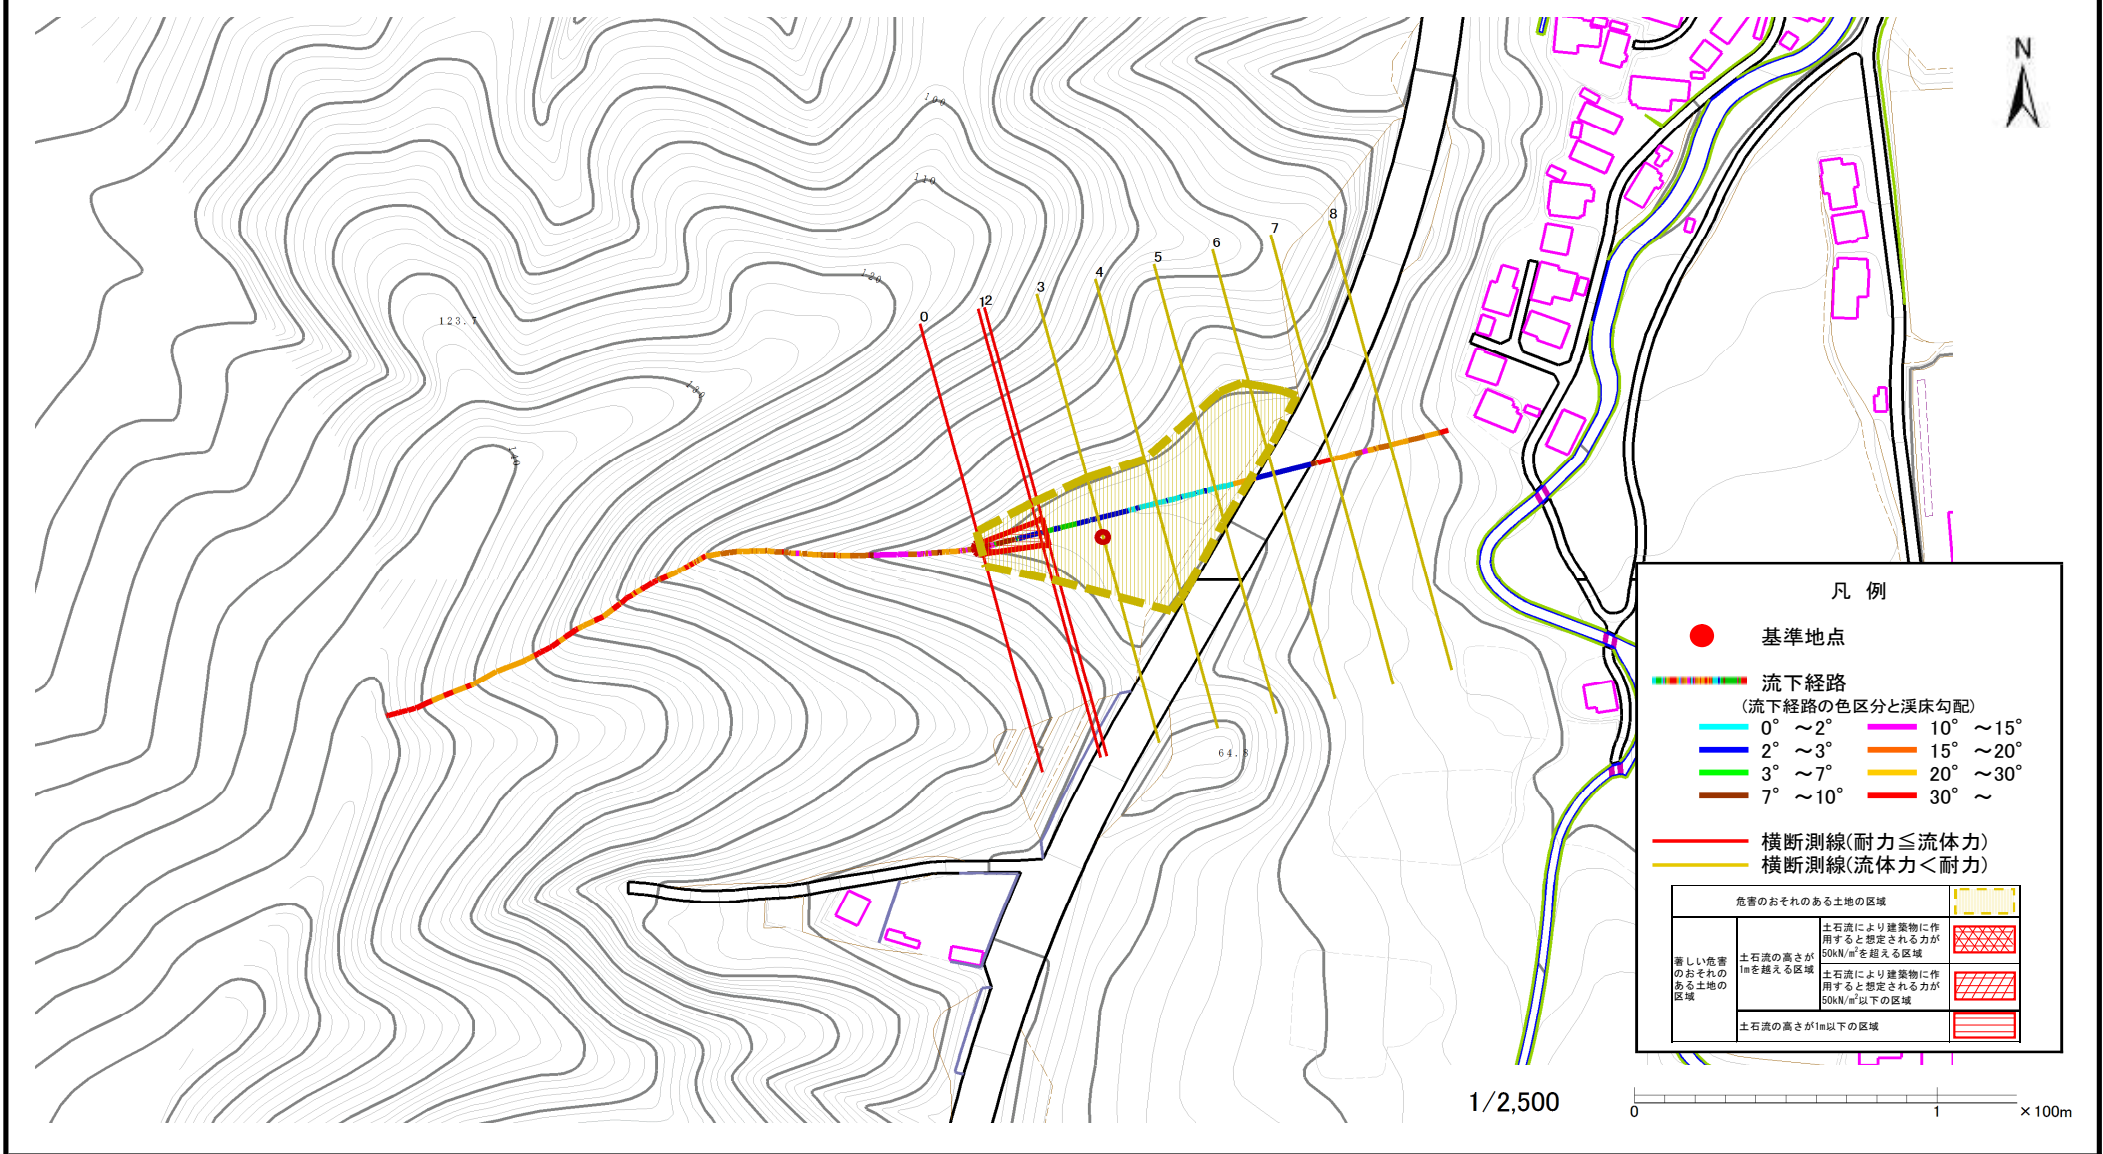 N
100
110
120
123.7
130
140
0
1
2
3
4
5
6
7
8
64.8
凡 例
基準地点
流下経路
(流下経路の色区分と渓床勾配)
0° ～2° 10° ～15°
2° ～3° 15° ～20°
3° ～7° 20° ～30°
7° ～10° 30° ～
横断測線(耐力≦流体力)
横断測線(流体力＜耐力)
危害のおそれのある土地の区域
著しい危害
のおそれの
ある土地の
区域
土石流の高さが
1mを越える区域
土石流により建築物に作
用すると想定される力が
50kN/m²を超える区域
土石流により建築物に作
用すると想定される力が
50kN/m²以下の区域
土石流の高さが1m以下の区域
1/2,500
0 1 ×100m